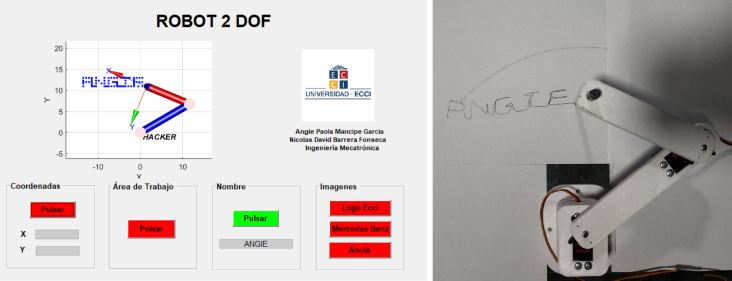 ROBOT 2 DOF
20
15
10
5
0
-5
Y
-10
0
10
X
ANGIE
X
Y
HACKER
E C
C I
UNIVERSIDAD · ECCI
Angie Paola Mancipe Garcia
Nicolas David Barrera Fonseca
Ingeniería Mecatrónica
Coordenadas
Pulsar
X
Y
Área de Trabajo
Pulsar
Nombre
Pulsar
ANGIE
Imagenes
Logo Ecci
Mercedes Benz
Ancla
ANGIE